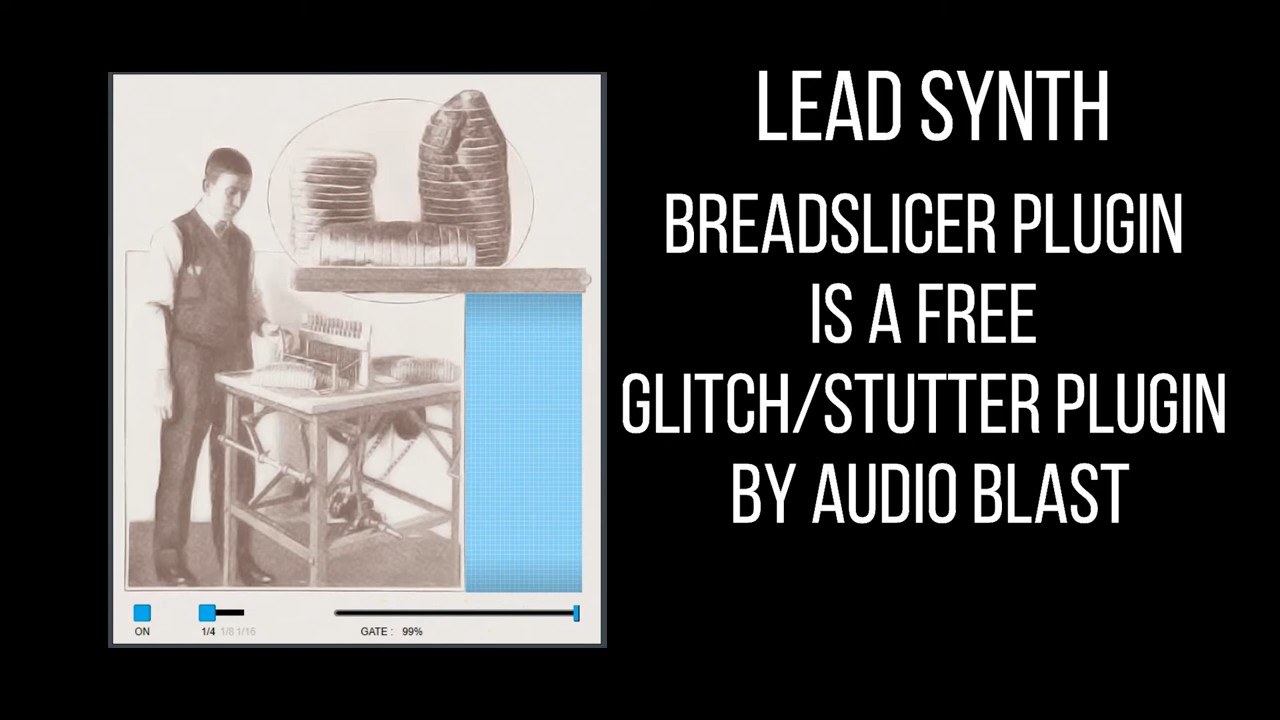 LEAD SYNTH
BREADSLICER PLUGIN
IS A FREE
GLITCH/STUTTER PLUGIN
BY AUDIO BLAST
ON
1/4 1/8 1/16
GATE : 99%